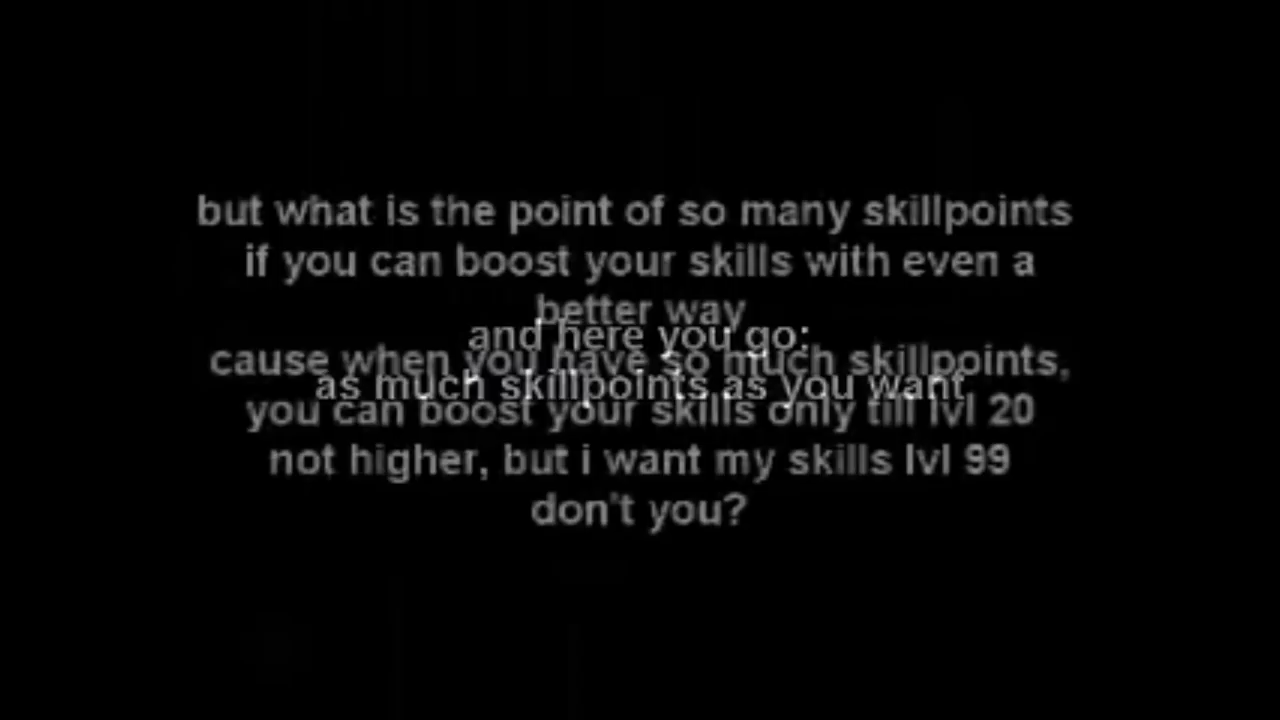 but what is the point of so many skillpoints
if you can boost your skills with even a
better way
and here you go:
cause when you have so much skillpoints,
as much skillpoints as you want
you can boost your skills only till lvl 20
not higher, but i want my skills lvl 99
don't you?